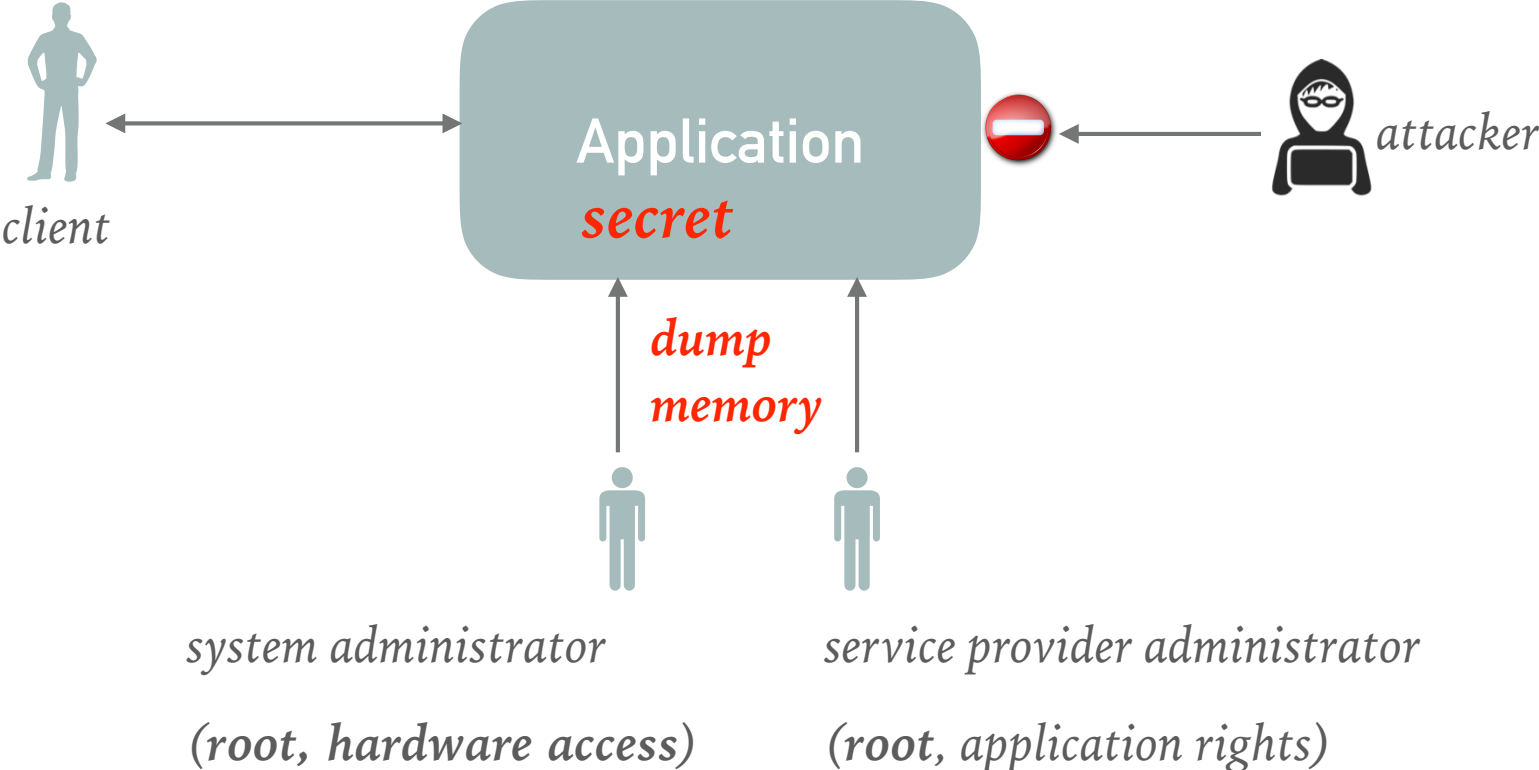 Application
attacker
secret
client
dump
memory
system administrator
service provider administrator
(root, hardware access)
(root, application rights)